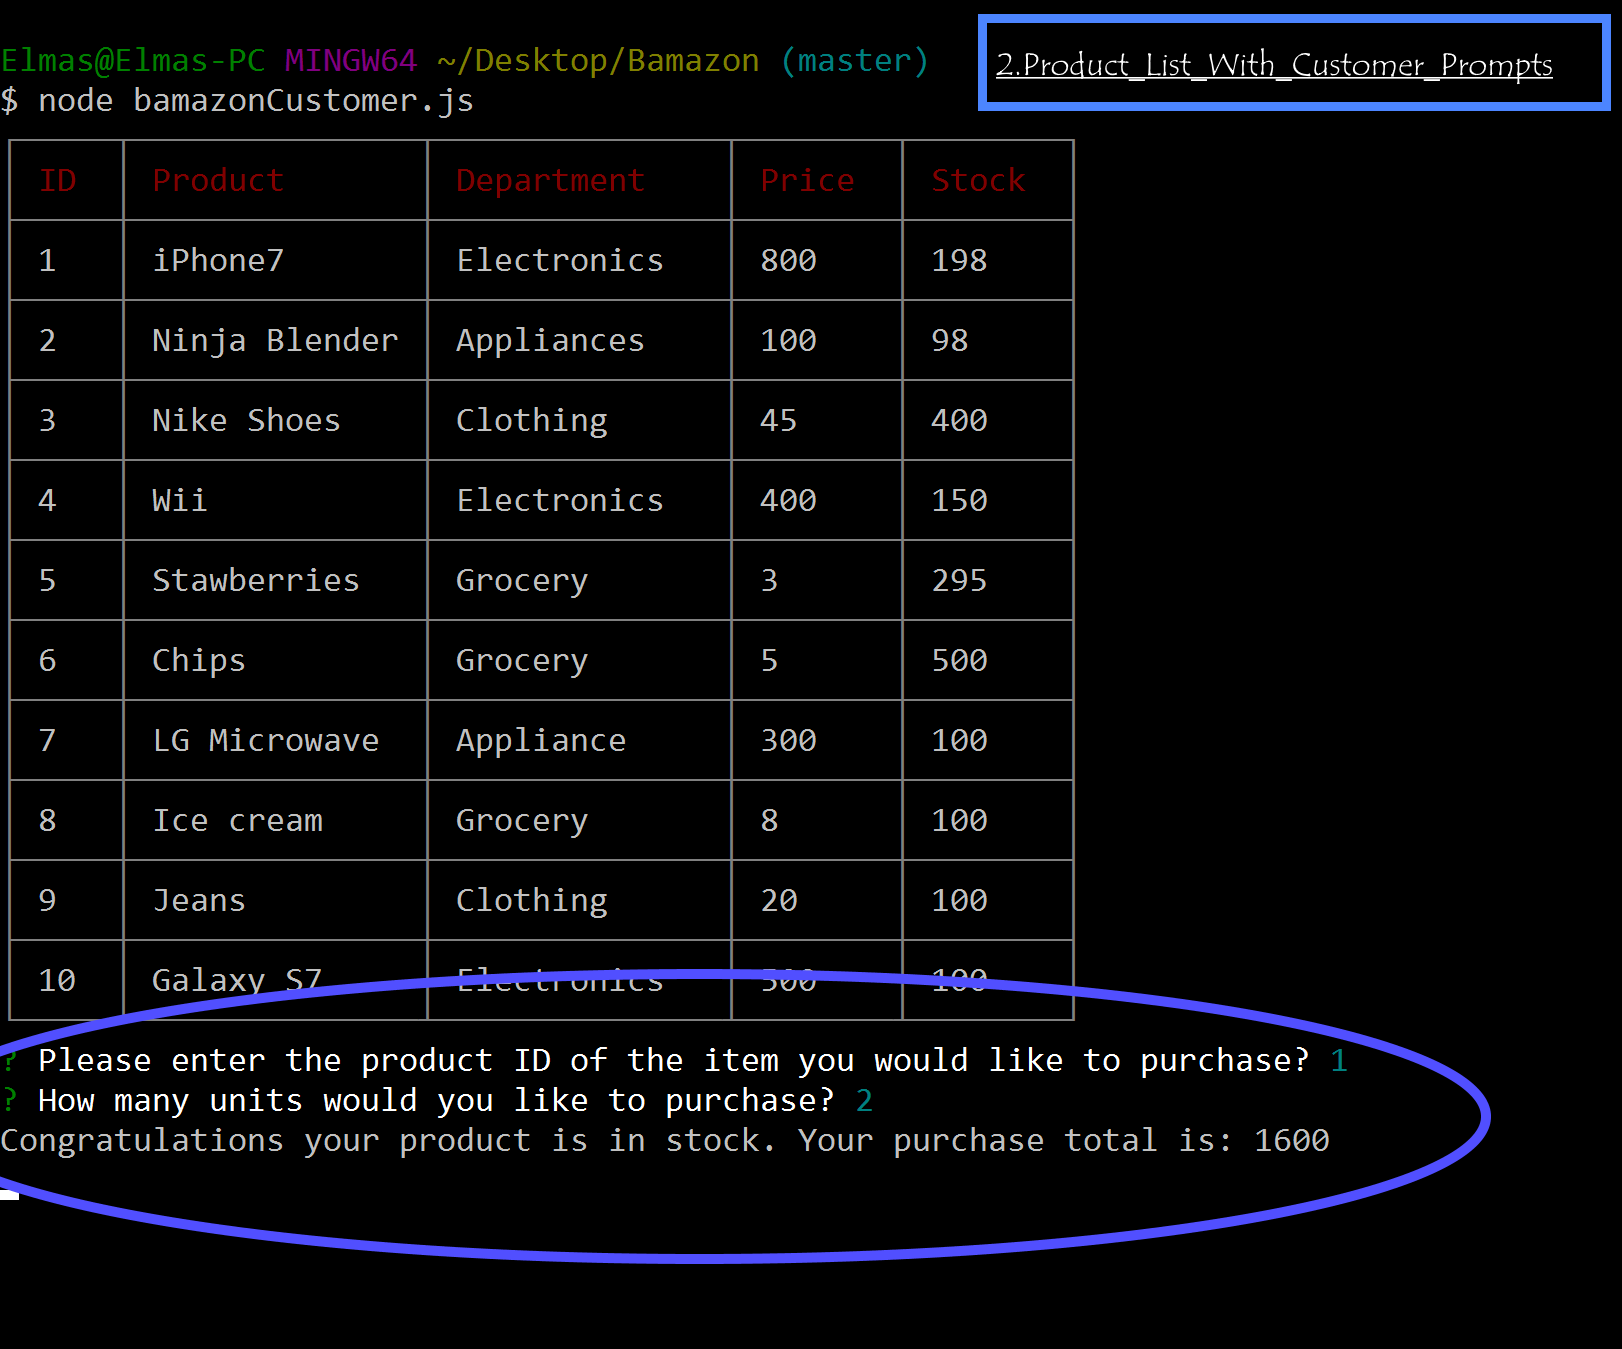 Elmas@Elmas-PC MINGW64 ~/Desktop/Bamazon (master)
2.Product_List_With_Customer_Prompts
$ node bamazonCustomer.js
ID Product Department Price Stock
1 iPhone7 Electronics 800 198
2 Ninja Blender Appliances 100 98
3 Nike Shoes Clothing 45 400
4 Wii Electronics 400 150
5 Stawberries Grocery 3 295
6 Chips Grocery 5 500
7 LG Microwave Appliance 300 100
8 Ice cream Grocery 8 100
9 Jeans Clothing 20 100
10 Galaxy S7 Electronics 500 100
? Please enter the product ID of the item you would like to purchase? 1
? How many units would you like to purchase? 2
Congratulations your product is in stock. Your purchase total is: 1600